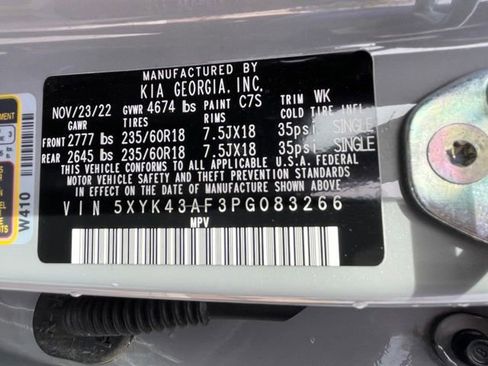 MANUFACTURED BY
KIA GEORGIA, INC.
NOV/23/22 GVWR 4674 lbs PAINT C7S TRIM WK
GAWR TIRES RIMS COLD TIRE INFL.
FRONT 2777 lbs 235/60R18 7.5JX18 35psi SINGLE
REAR 2645 lbs 235/60R18 7.5JX18 35psi SINGLE
THIS VEHICLE CONFORMS TO ALL APPLICABLE U.S.A. FEDERAL
MOTOR VEHICLE SAFETY AND
IN EFFECT ON THE DATE OF MANUFACTURE SHOWN ABOVE.
VIN 5XYK43AF3PG083266
MPV
W410